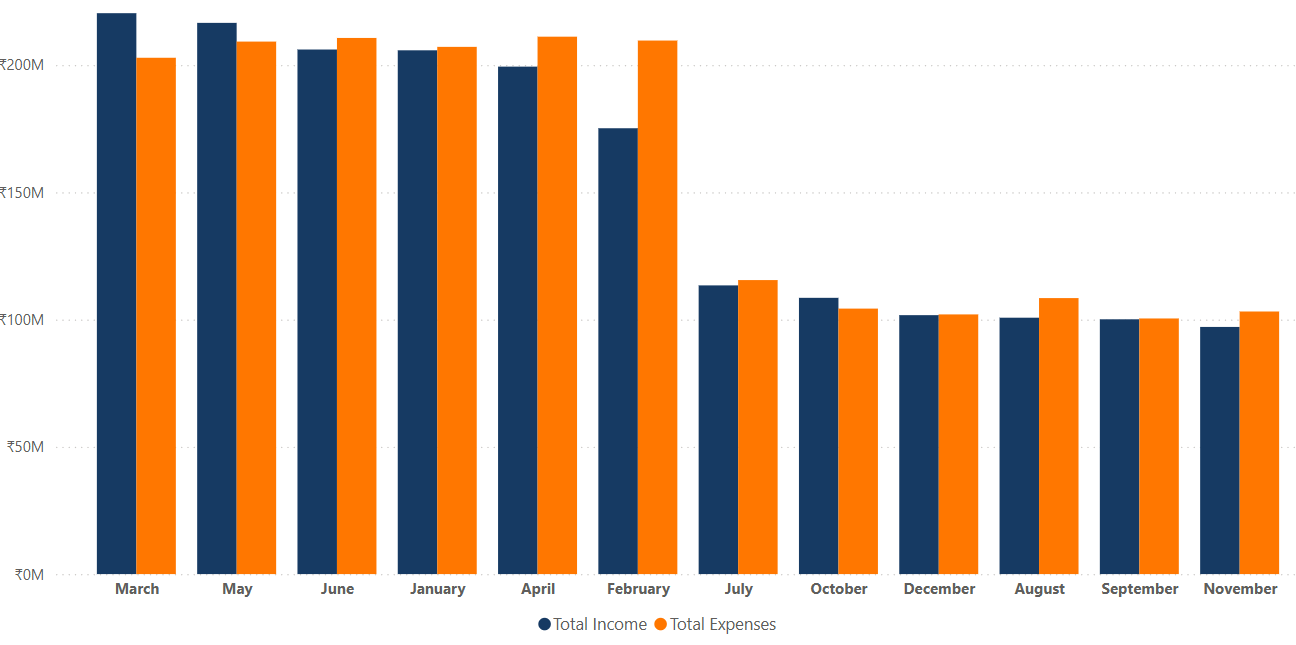 ₹200M
₹150M
₹100M
₹50M
₹0M
March May June January April February July October December August September November
Total Income Total Expenses